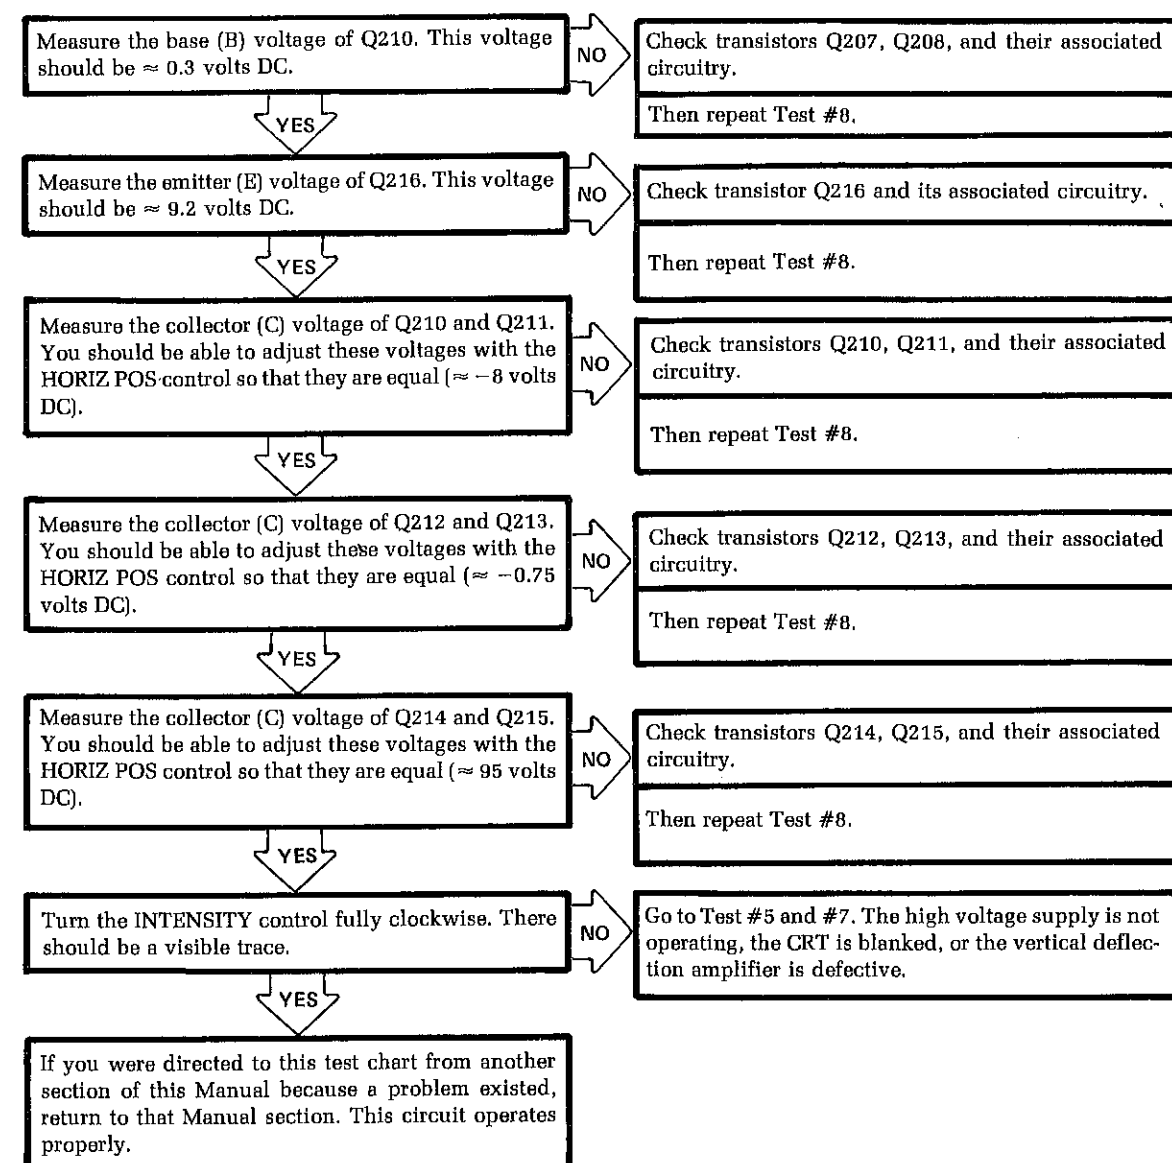 Measure the base (B) voltage of Q210. This voltage
should be ≈ 0.3 volts DC.
NO
Check transistors Q207, Q208, and their associated
circuitry.
Then repeat Test #8.
YES
Measure the emitter (E) voltage of Q216. This voltage
should be ≈ 9.2 volts DC.
NO
Check transistor Q216 and its associated circuitry.
Then repeat Test #8.
YES
Measure the collector (C) voltage of Q210 and Q211.
You should be able to adjust these voltages with the
HORIZ POS control so that they are equal (≈ −8 volts
DC).
NO
Check transistors Q210, Q211, and their associated
circuitry.
Then repeat Test #8.
YES
Measure the collector (C) voltage of Q212 and Q213.
You should be able to adjust these voltages with the
HORIZ POS control so that they are equal (≈ −0.75
volts DC).
NO
Check transistors Q212, Q213, and their associated
circuitry.
Then repeat Test #8.
YES
Measure the collector (C) voltage of Q214 and Q215.
You should be able to adjust these voltages with the
HORIZ POS control so that they are equal (≈ 95 volts
DC).
NO
Check transistors Q214, Q215, and their associated
circuitry.
Then repeat Test #8.
YES
Turn the INTENSITY control fully clockwise. There
should be a visible trace.
NO
Go to Test #5 and #7. The high voltage supply is not
operating, the CRT is blanked, or the vertical deflec-
tion amplifier is defective.
YES
If you were directed to this test chart from another
section of this Manual because a problem existed,
return to that Manual section. This circuit operates
properly.